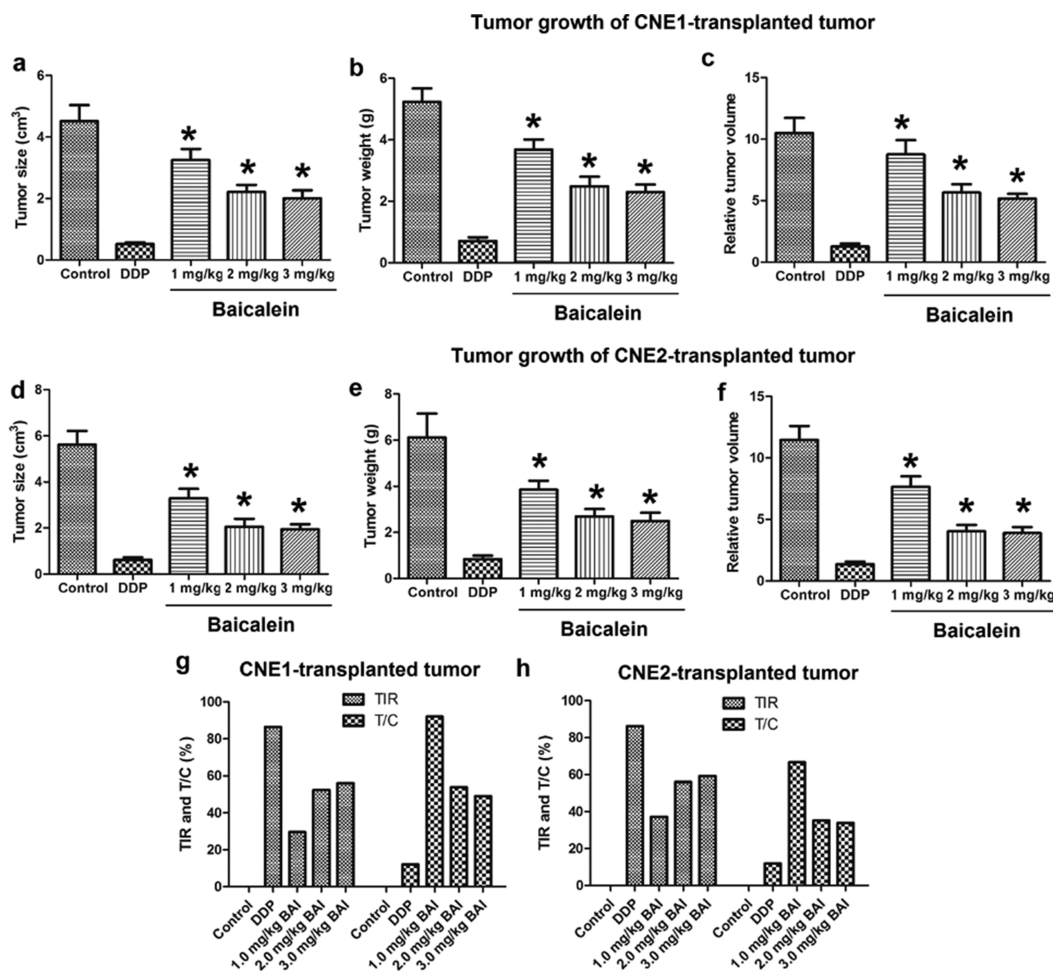 Tumor growth of CNE1-transplanted tumor
a
Tumor size (cm³)
6
4
2
0
*
*
*
Control DDP 1 mg/kg 2 mg/kg 3 mg/kg
Baicalein
b
Tumor weight (g)
6
4
2
0
*
*
*
Control DDP 1 mg/kg 2 mg/kg 3 mg/kg
Baicalein
c
Relative tumor volume
15
10
5
0
*
*
*
Control DDP 1 mg/kg 2 mg/kg 3 mg/kg
Baicalein
Tumor growth of CNE2-transplanted tumor
d
Tumor size (cm³)
8
6
4
2
0
*
*
*
Control DDP 1 mg/kg 2 mg/kg 3 mg/kg
Baicalein
e
Tumor weight (g)
8
6
4
2
0
*
*
*
Control DDP 1 mg/kg 2 mg/kg 3 mg/kg
Baicalein
f
Relative tumor volume
15
10
5
0
*
*
*
Control DDP 1 mg/kg 2 mg/kg 3 mg/kg
Baicalein
g
CNE1-transplanted tumor
TIR
T/C
TIR and T/C (%)
100
80
60
40
20
0
Control
DDP
1.0 mg/kg BAI
2.0 mg/kg BAI
3.0 mg/kg BAI
Control
DDP
1.0 mg/kg BAI
2.0 mg/kg BAI
3.0 mg/kg BAI
h
CNE2-transplanted tumor
TIR
T/C
TIR and T/C (%)
100
80
60
40
20
0
Control
DDP
1.0 mg/kg BAI
2.0 mg/kg BAI
3.0 mg/kg BAI
Control
DDP
1.0 mg/kg BAI
2.0 mg/kg BAI
3.0 mg/kg BAI